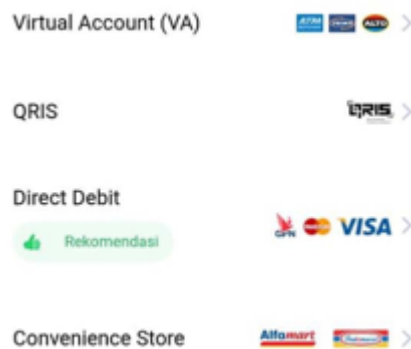 Virtual Account (VA)
ATM
ALTO
QRIS
QRIS
Direct Debit
GPN
VISA
Rekomendasi
Convenience Store
Alfamart